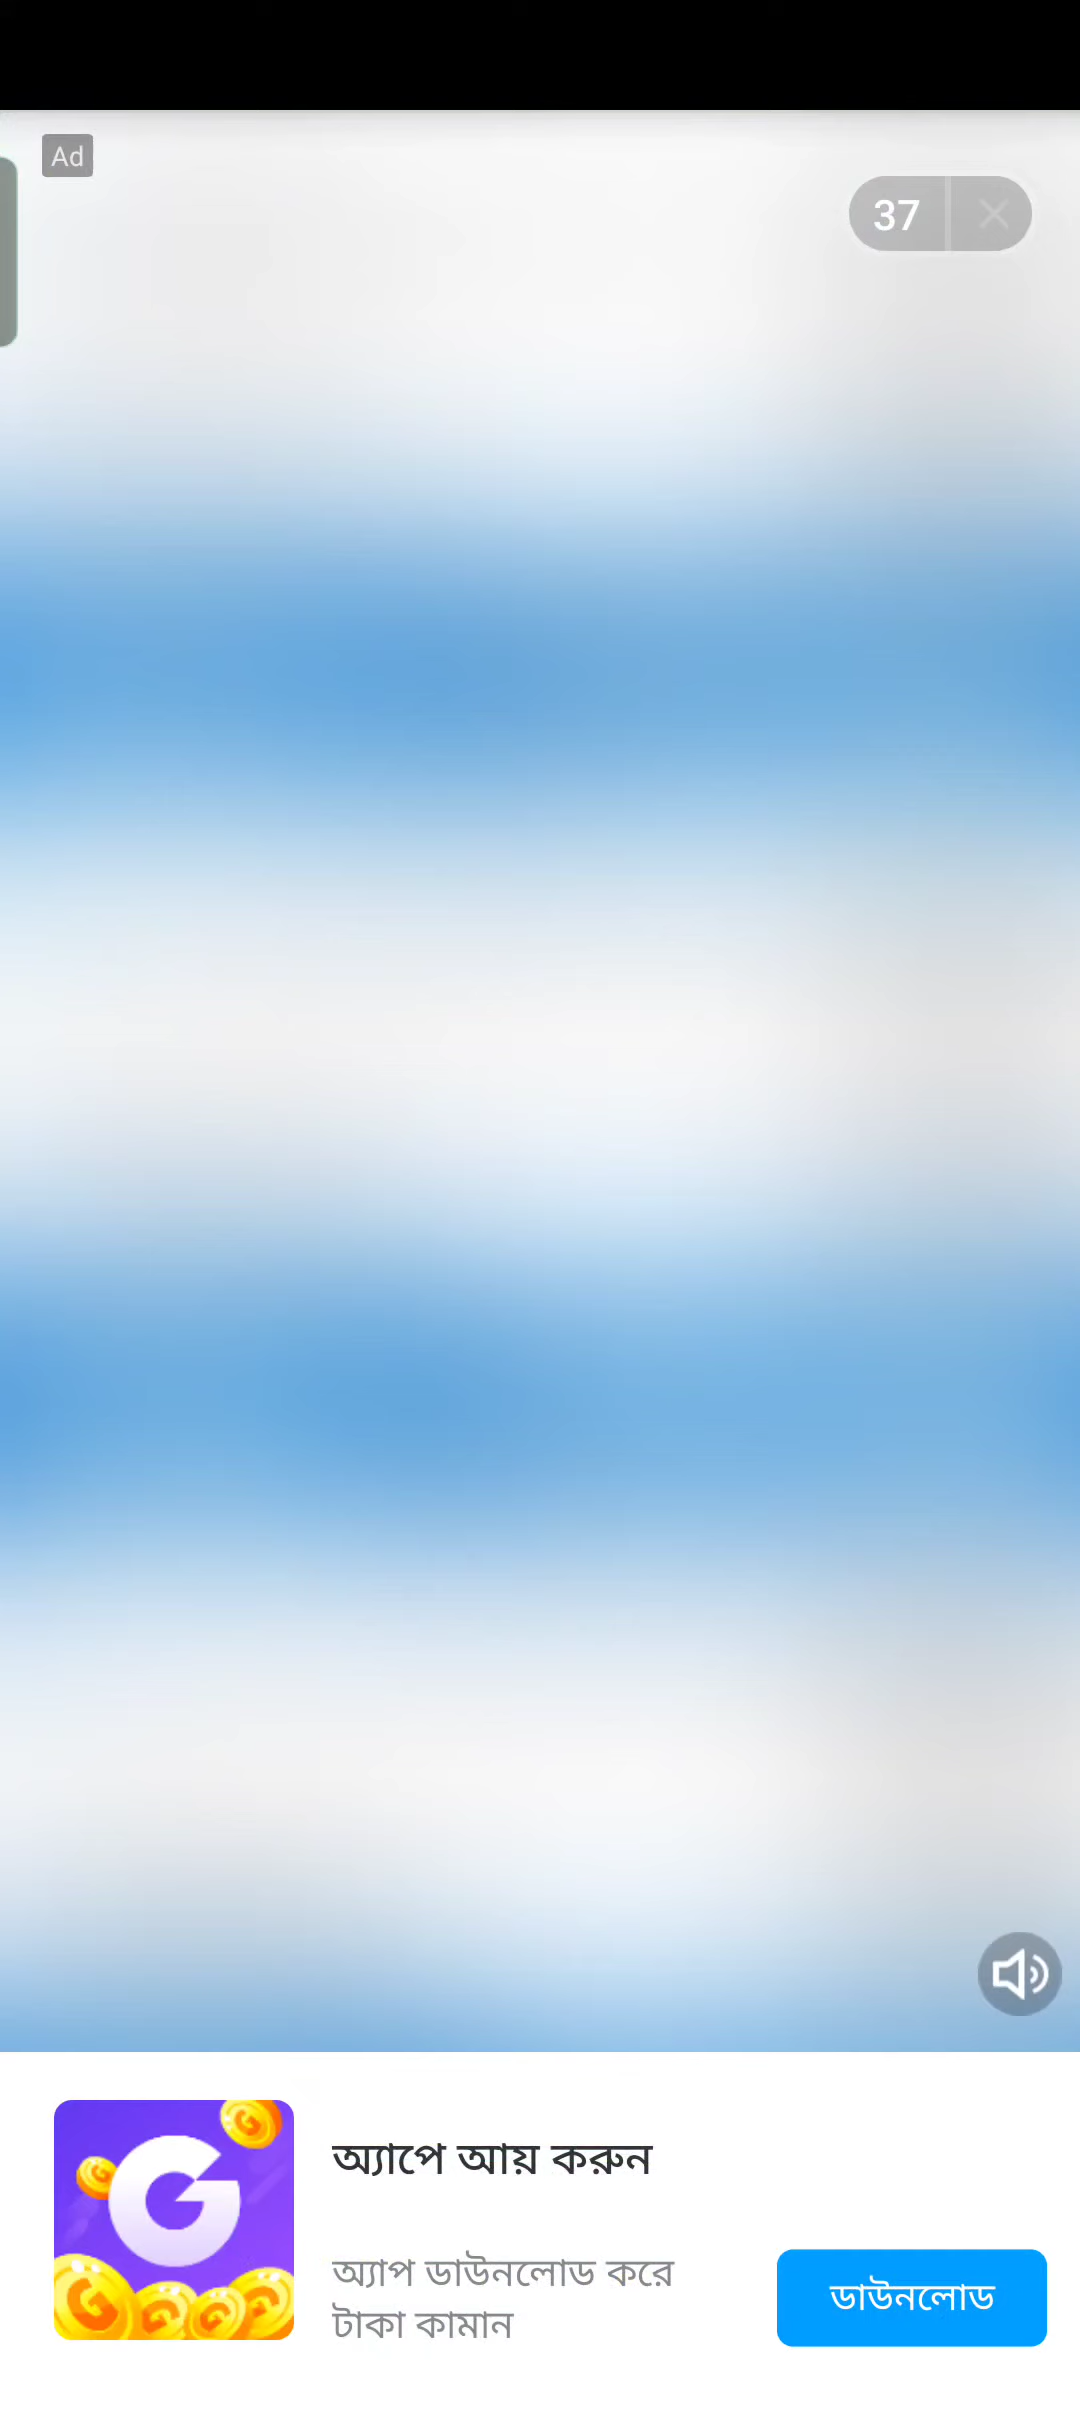 Ad
37
অ্যাপে আয় করুন
অ্যাপ ডাউনলোড করে
টাকা কামান
ডাউনলোড